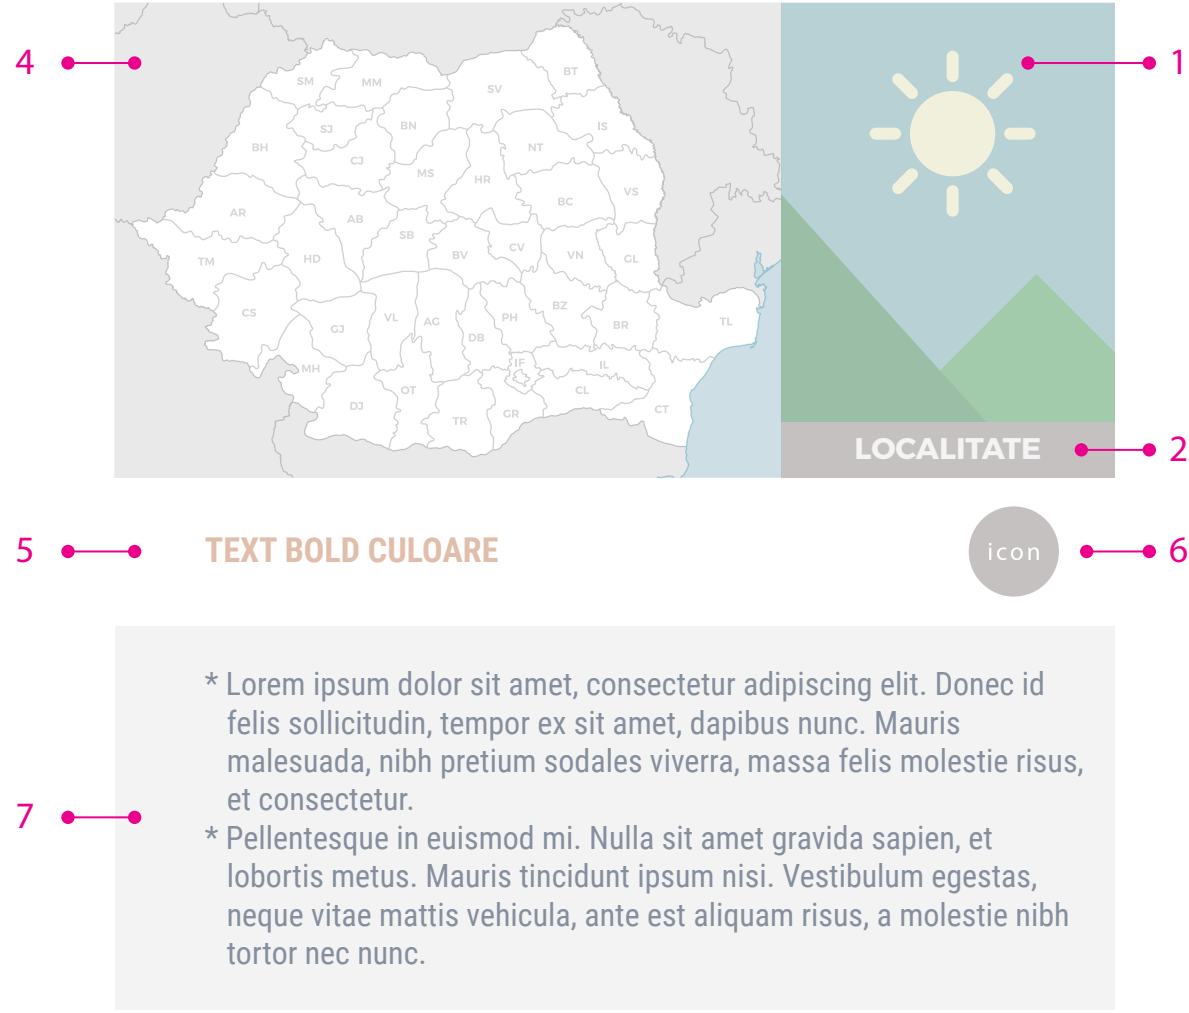 4
1
SM
MM
SV
BT
SJ
BN
IS
BH
CJ
NT
MS
HR
VS
BC
AR
AB
SB
TM
HD
BV
CV
VN
GL
CS
GJ
VL
AG
DB
PH
BZ
BR
TL
MH
IF
IL
DJ
OT
TR
GR
CL
CT
LOCALITATE
2
5
TEXT BOLD CULOARE
icon
6
* Lorem ipsum dolor sit amet, consectetur adipiscing elit. Donec id
felis sollicitudin, tempor ex sit amet, dapibus nunc. Mauris
malesuada, nibh pretium sodales viverra, massa felis molestie risus,
et consectetur.
7
* Pellentesque in euismod mi. Nulla sit amet gravida sapien, et
lobortis metus. Mauris tincidunt ipsum nisi. Vestibulum egestas,
neque vitae mattis vehicula, ante est aliquam risus, a molestie nibh
tortor nec nunc.